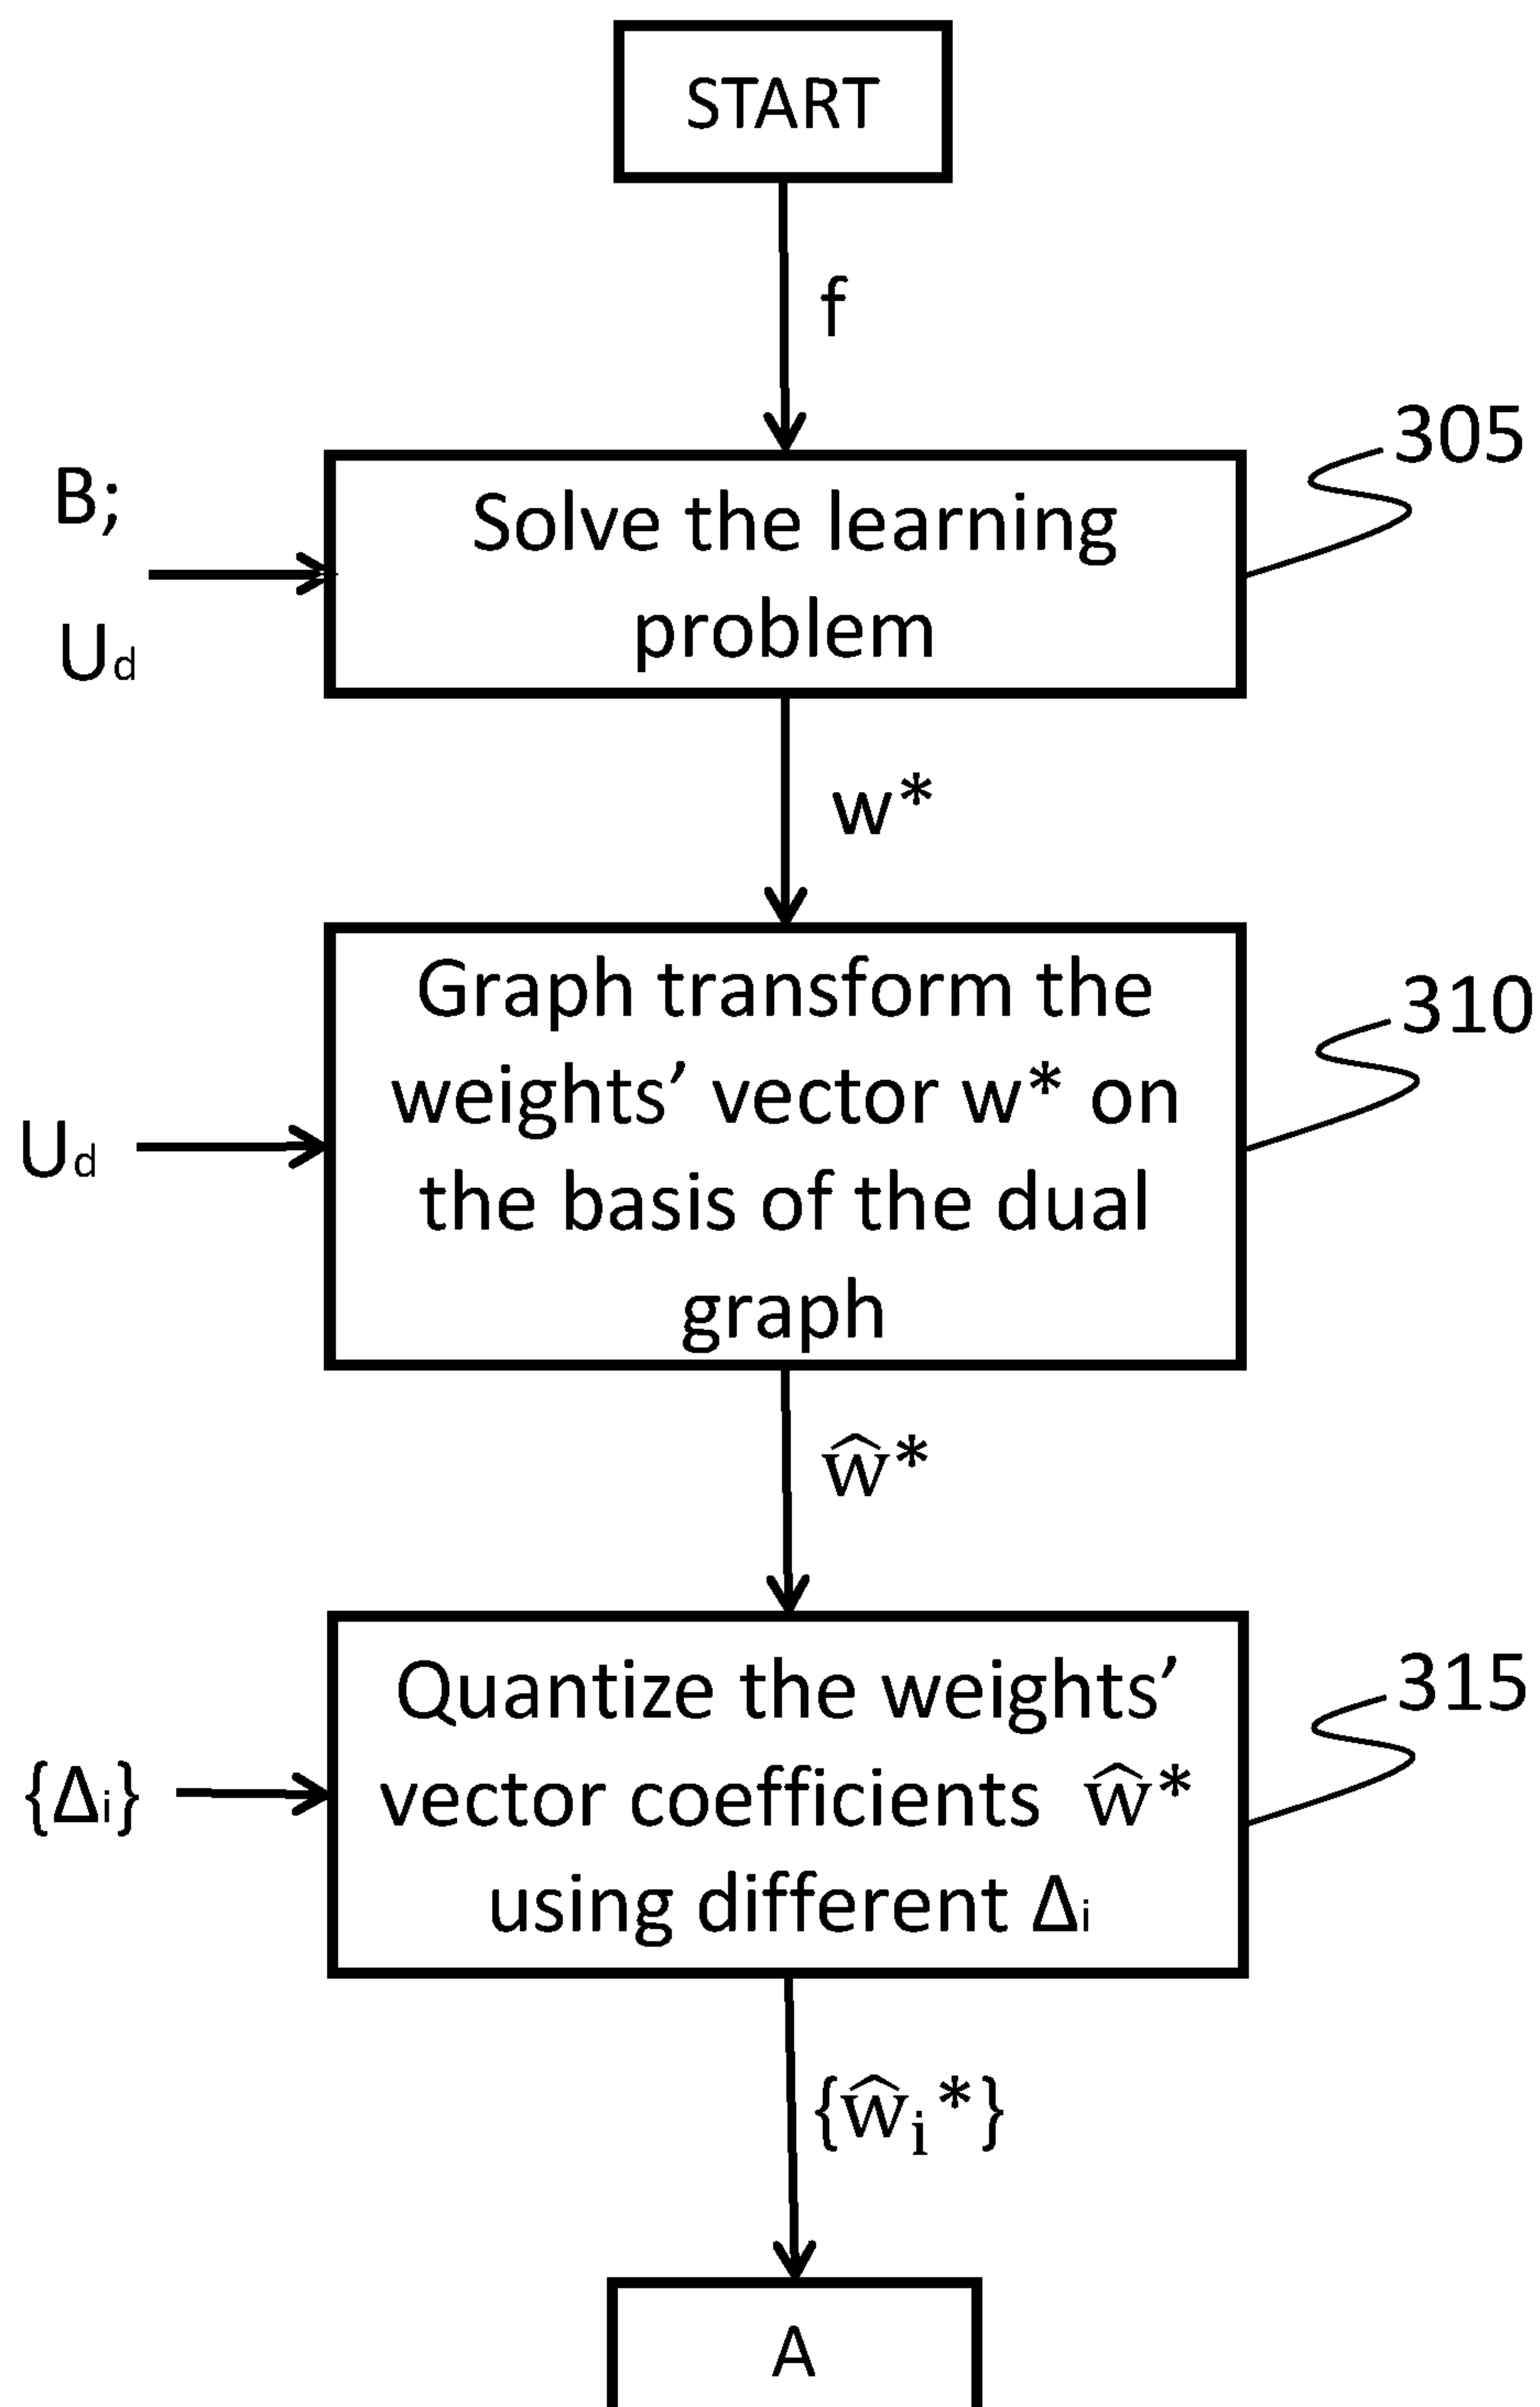 START
f
305
B;
Solve the learning
problem
Ud
w*
Graph transform the
310
weights’ vector w* on
Ud
the basis of the dual
graph
ŵ*
Quantize the weights’
315
vector coefficients ŵ*
{Δi}
using different Δi
{ŵi*}
A